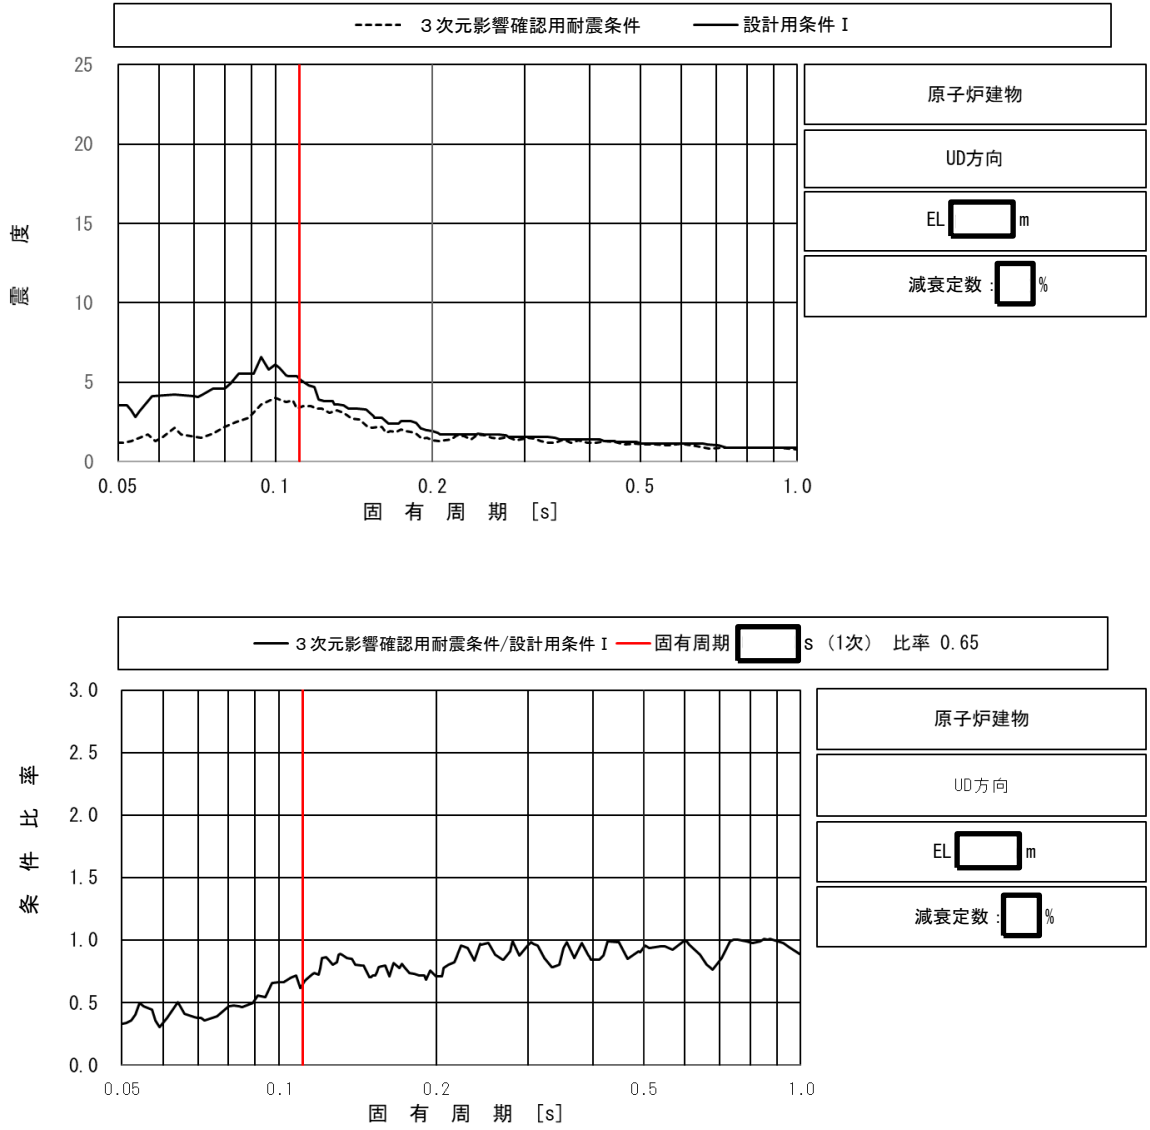 ３次元影響確認用耐震条件 設計用条件Ⅰ
25
20
15
10
5
0
震 度
0.05 0.1 0.2 0.5 1.0
固 有 周 期 [s]
原子炉建物
UD方向
EL m
減衰定数： %
３次元影響確認用耐震条件/設計用条件Ⅰ 固有周期 s（1次） 比率 0.65
3.0
2.5
2.0
1.5
1.0
0.5
0.0
条 件 比 率
0.05 0.1 0.2 0.5 1.0
固 有 周 期 [s]
原子炉建物
UD方向
EL m
減衰定数： %